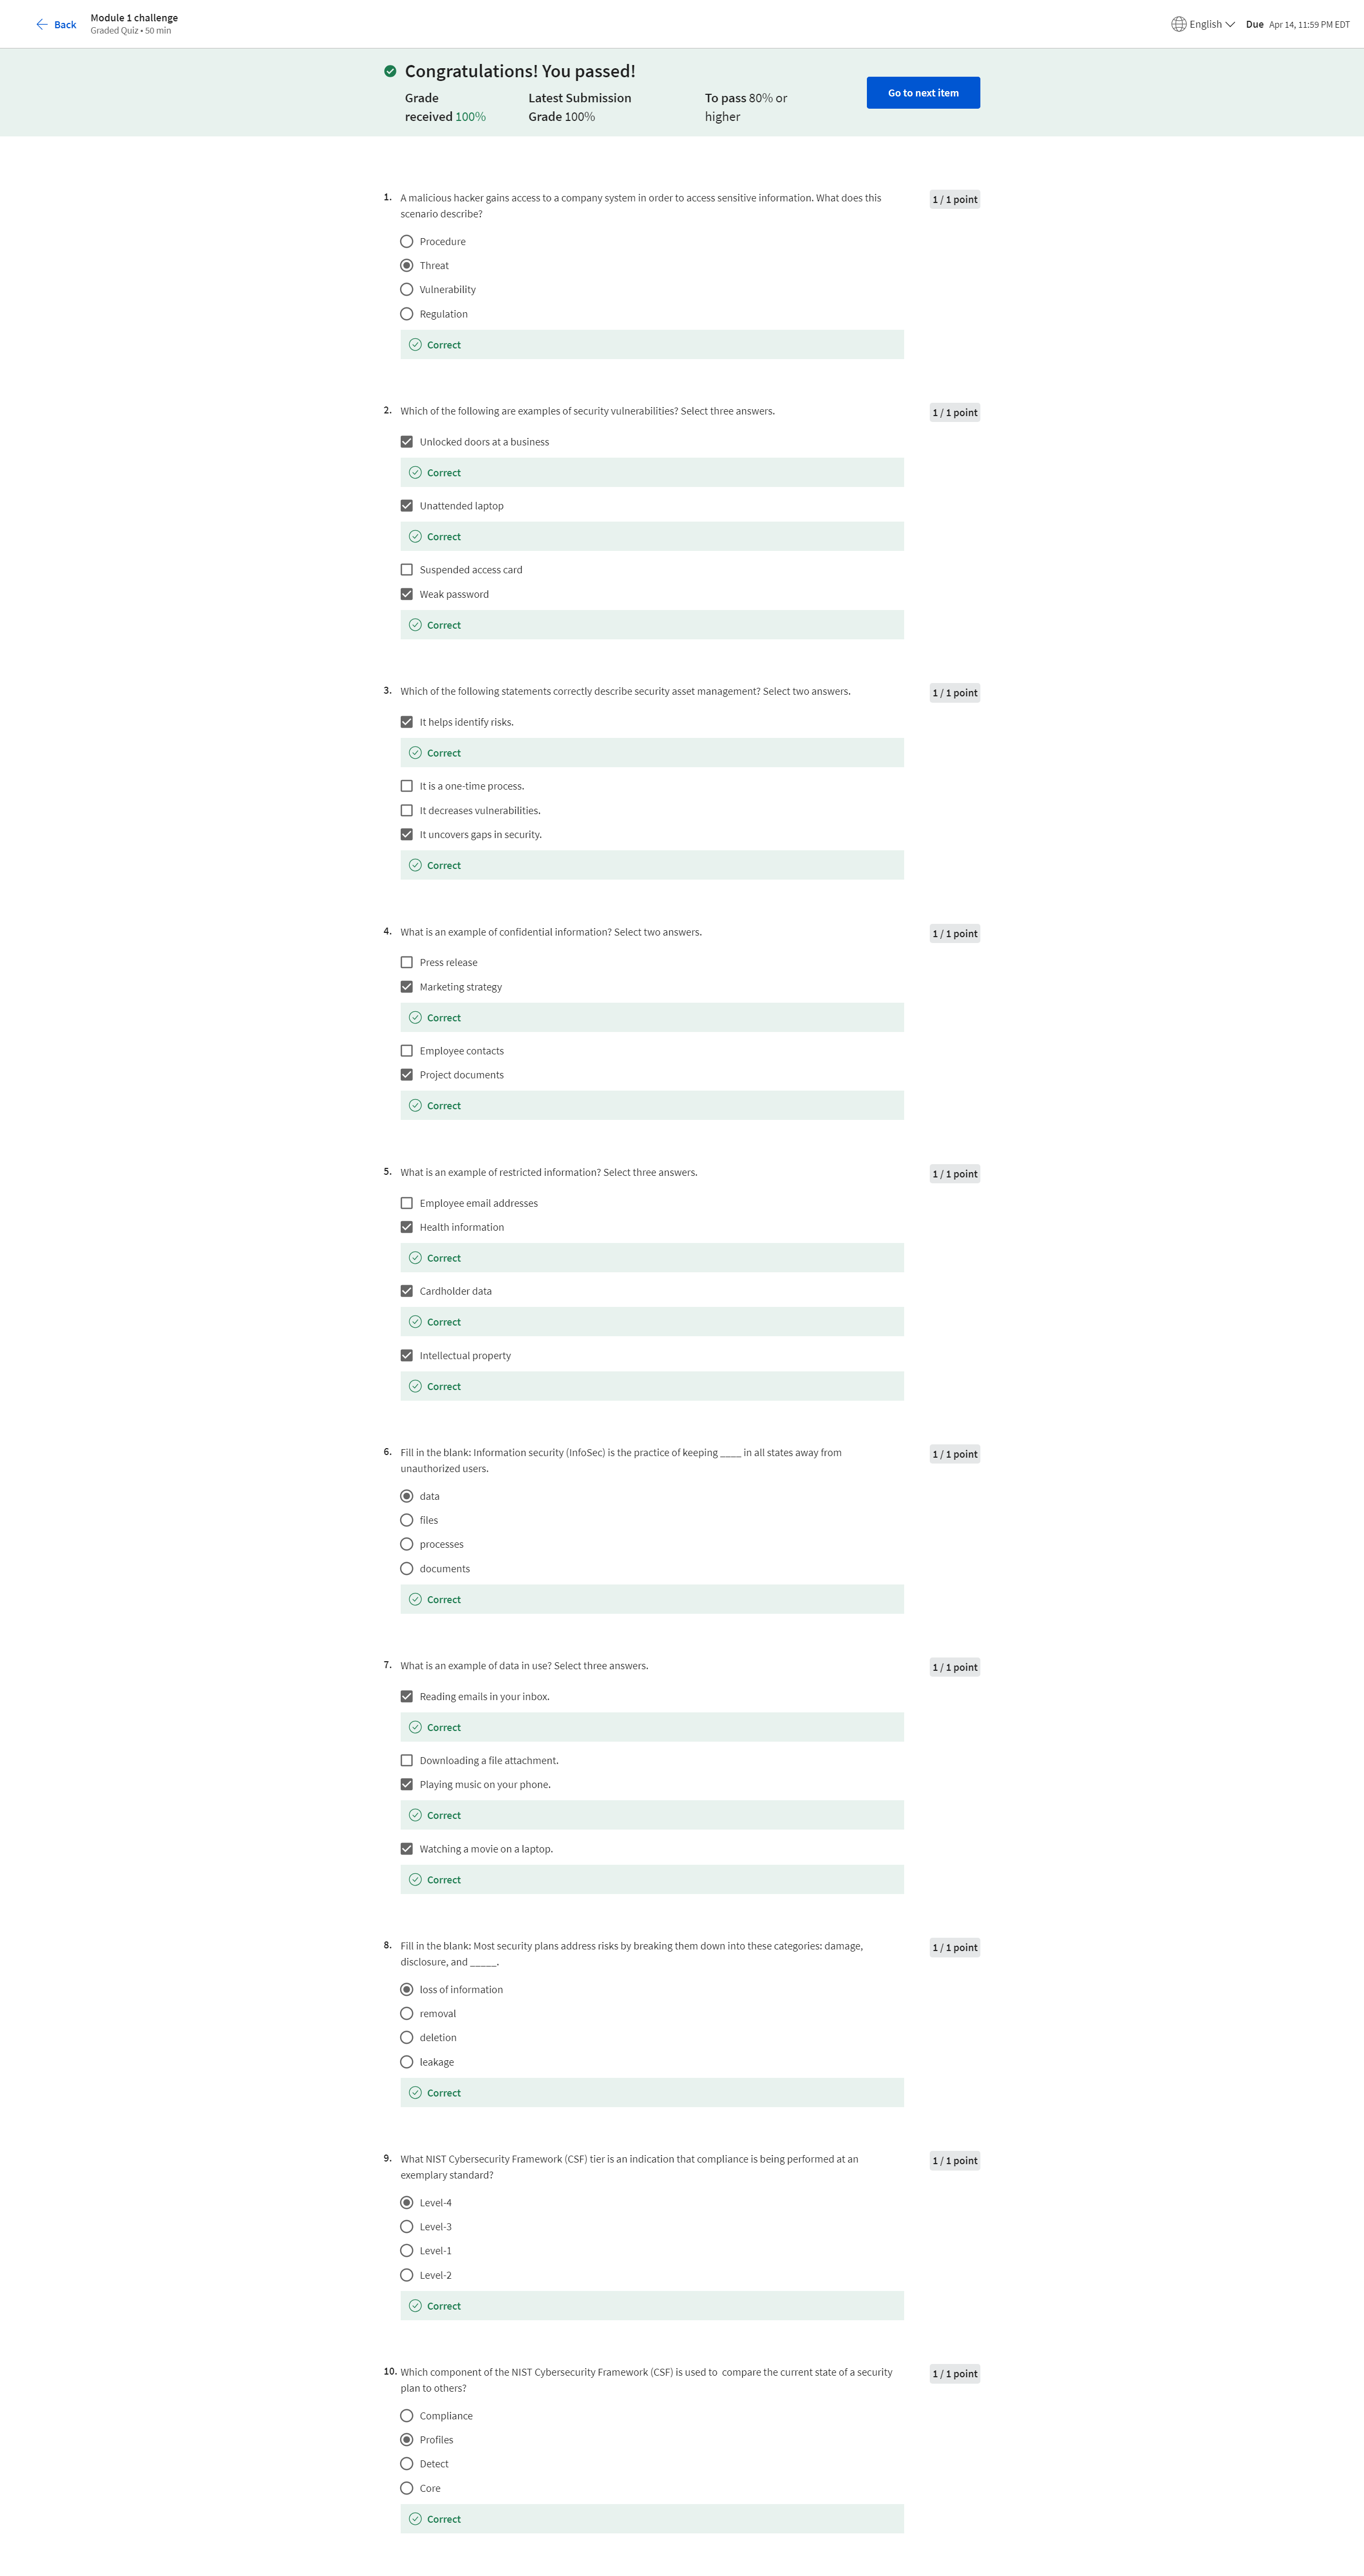 Back
Module 1 challenge
Graded Quiz • 50 min
English
Due Apr 14, 11:59 PM EDT
Congratulations! You passed!
Grade
received 100%
Latest Submission
Grade 100%
To pass 80% or
higher
Go to next item
1. A malicious hacker gains access to a company system in order to access sensitive information. What does this
scenario describe?
1 / 1 point
Procedure
Threat
Vulnerability
Regulation
Correct
2. Which of the following are examples of security vulnerabilities? Select three answers.
1 / 1 point
Unlocked doors at a business
Correct
Unattended laptop
Correct
Suspended access card
Weak password
Correct
3. Which of the following statements correctly describe security asset management? Select two answers.
1 / 1 point
It helps identify risks.
Correct
It is a one-time process.
It decreases vulnerabilities.
It uncovers gaps in security.
Correct
4. What is an example of confidential information? Select two answers.
1 / 1 point
Press release
Marketing strategy
Correct
Employee contacts
Project documents
Correct
5. What is an example of restricted information? Select three answers.
1 / 1 point
Employee email addresses
Health information
Correct
Cardholder data
Correct
Intellectual property
Correct
6. Fill in the blank: Information security (InfoSec) is the practice of keeping ____ in all states away from
unauthorized users.
1 / 1 point
data
files
processes
documents
Correct
7. What is an example of data in use? Select three answers.
1 / 1 point
Reading emails in your inbox.
Correct
Downloading a file attachment.
Playing music on your phone.
Correct
Watching a movie on a laptop.
Correct
8. Fill in the blank: Most security plans address risks by breaking them down into these categories: damage,
disclosure, and _____.
1 / 1 point
loss of information
removal
deletion
leakage
Correct
9. What NIST Cybersecurity Framework (CSF) tier is an indication that compliance is being performed at an
exemplary standard?
1 / 1 point
Level-4
Level-3
Level-1
Level-2
Correct
10. Which component of the NIST Cybersecurity Framework (CSF) is used to  compare the current state of a security
plan to others?
1 / 1 point
Compliance
Profiles
Detect
Core
Correct